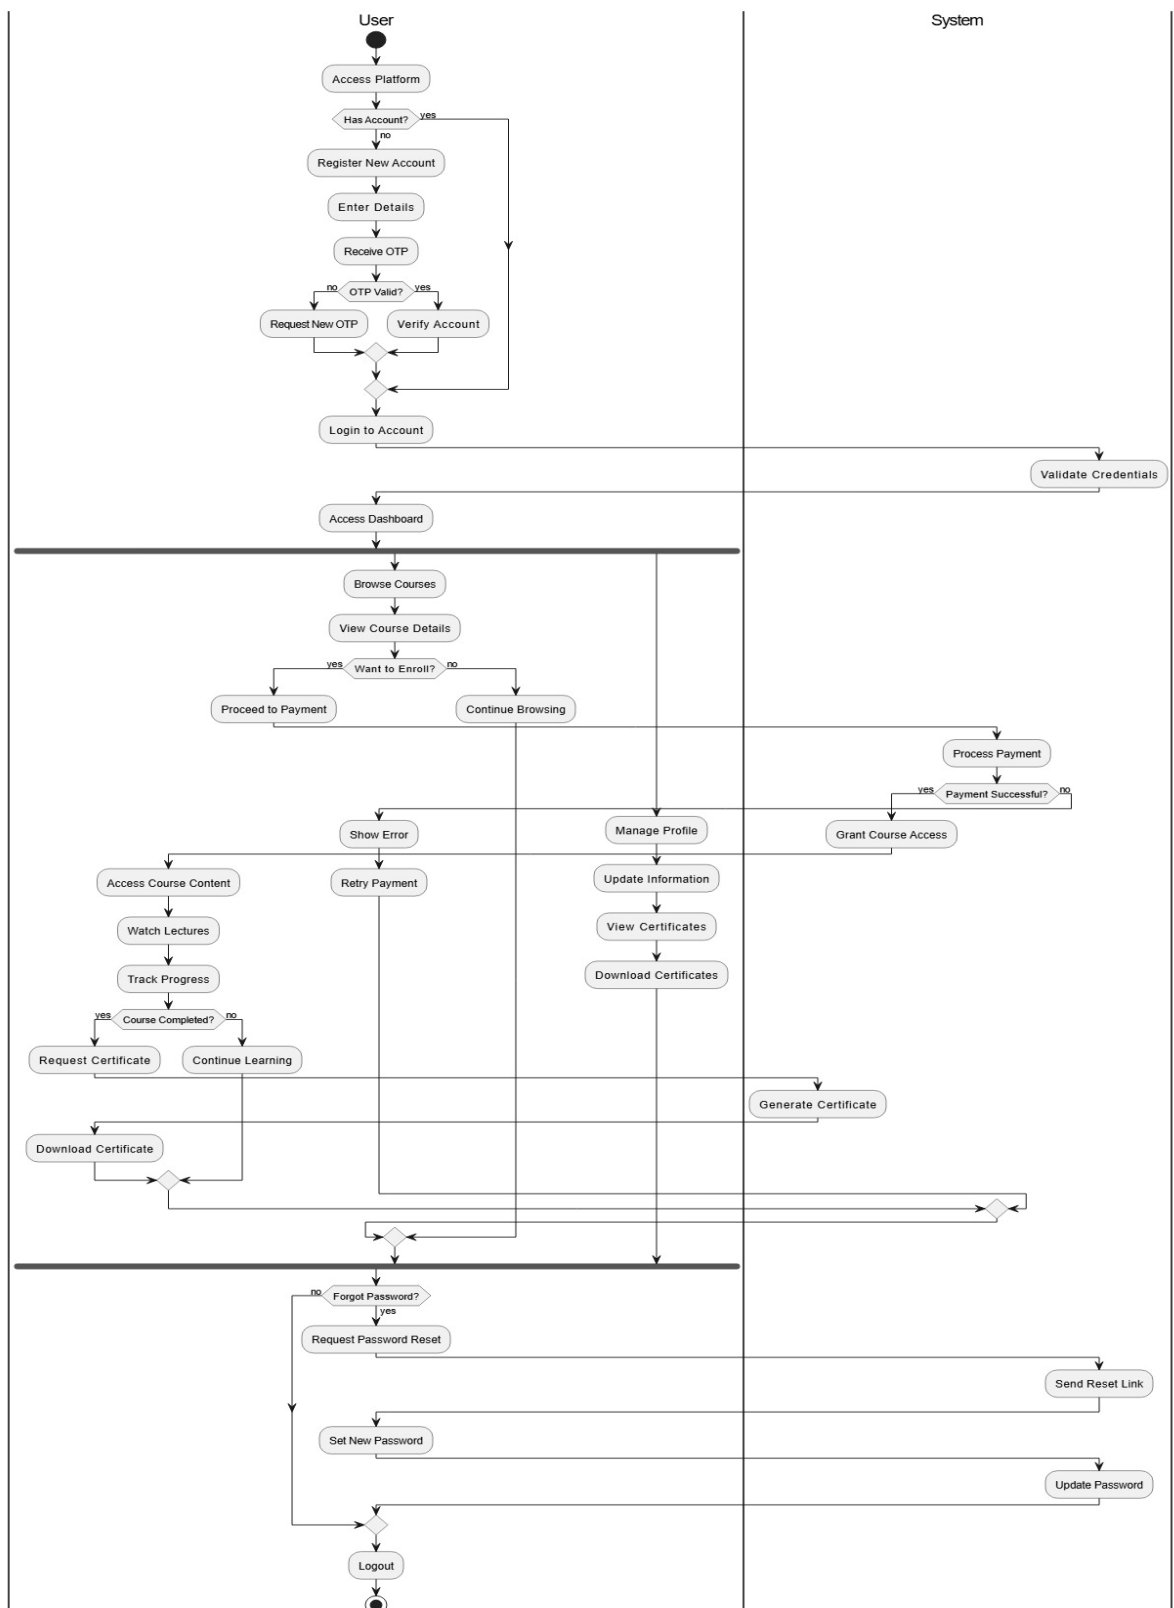 User
System
Access Platform
Has Account?
yes
no
Register New Account
Enter Details
Receive OTP
no
OTP Valid?
yes
Request New OTP
Verify Account
Login to Account
Validate Credentials
Access Dashboard
Browse Courses
View Course Details
yes
Want to Enroll?
no
Proceed to Payment
Continue Browsing
Process Payment
yes
Payment Successful?
no
Show Error
Manage Profile
Grant Course Access
Access Course Content
Retry Payment
Update Information
Watch Lectures
View Certificates
Track Progress
Download Certificates
yes
Course Completed?
no
Request Certificate
Continue Learning
Generate Certificate
Download Certificate
no
Forgot Password?
yes
Request Password Reset
Send Reset Link
Set New Password
Update Password
Logout